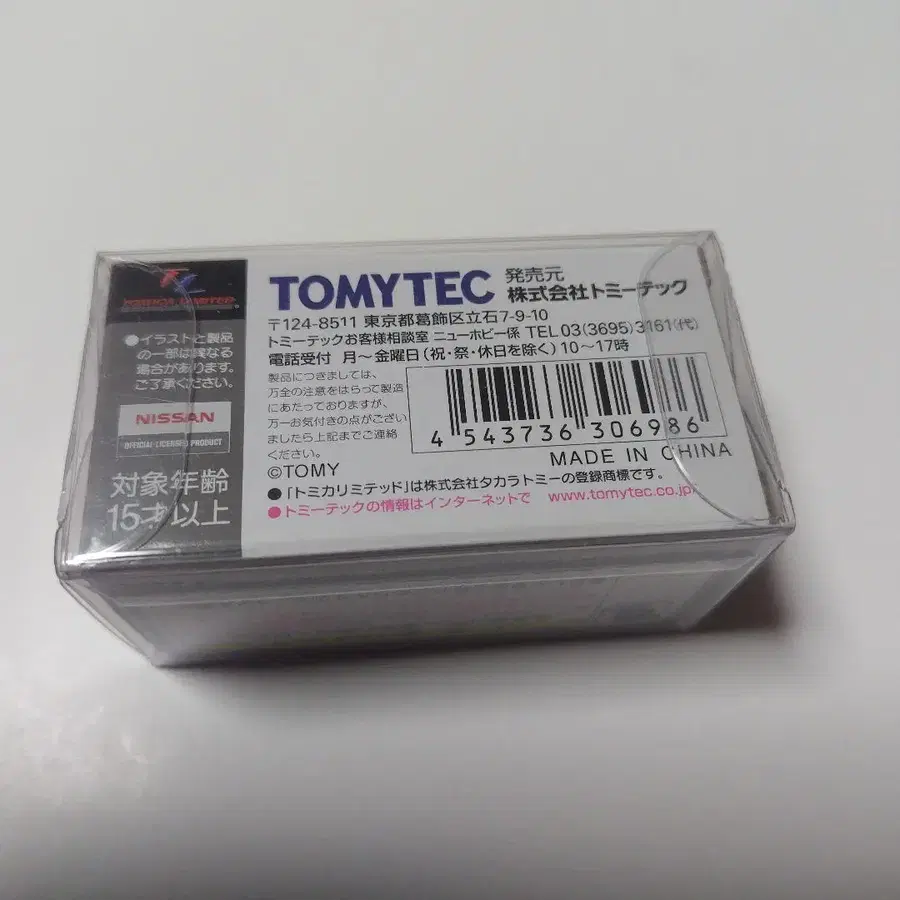 TOMICA LIMITED
●イラストと製品
の一部は異なる
場合があります。
ご了承ください。
NISSAN
OFFICIAL LICENSED PRODUCT
対象年齢
15才以上
TOMYTEC 発売元
株式会社トミーテック
〒124-8511 東京都葛飾区立石7-9-10
トミーテックお客様相談室 ニューホビー係 TEL.03(3695)3161(代)
電話受付 月〜金曜日(祝・祭・休日を除く)10〜17時
製品につきましては、
万全の注意をはらって製造
にあたっておりますが、
万一お気付きの点がござい
ましたら上記までご連絡
ください。
4 543736 306986
©TOMY
MADE IN CHINA
●「トミカリミテッド」は株式会社タカラトミーの登録商標です。
●トミーテックの情報はインターネットで www.tomytec.co.jp